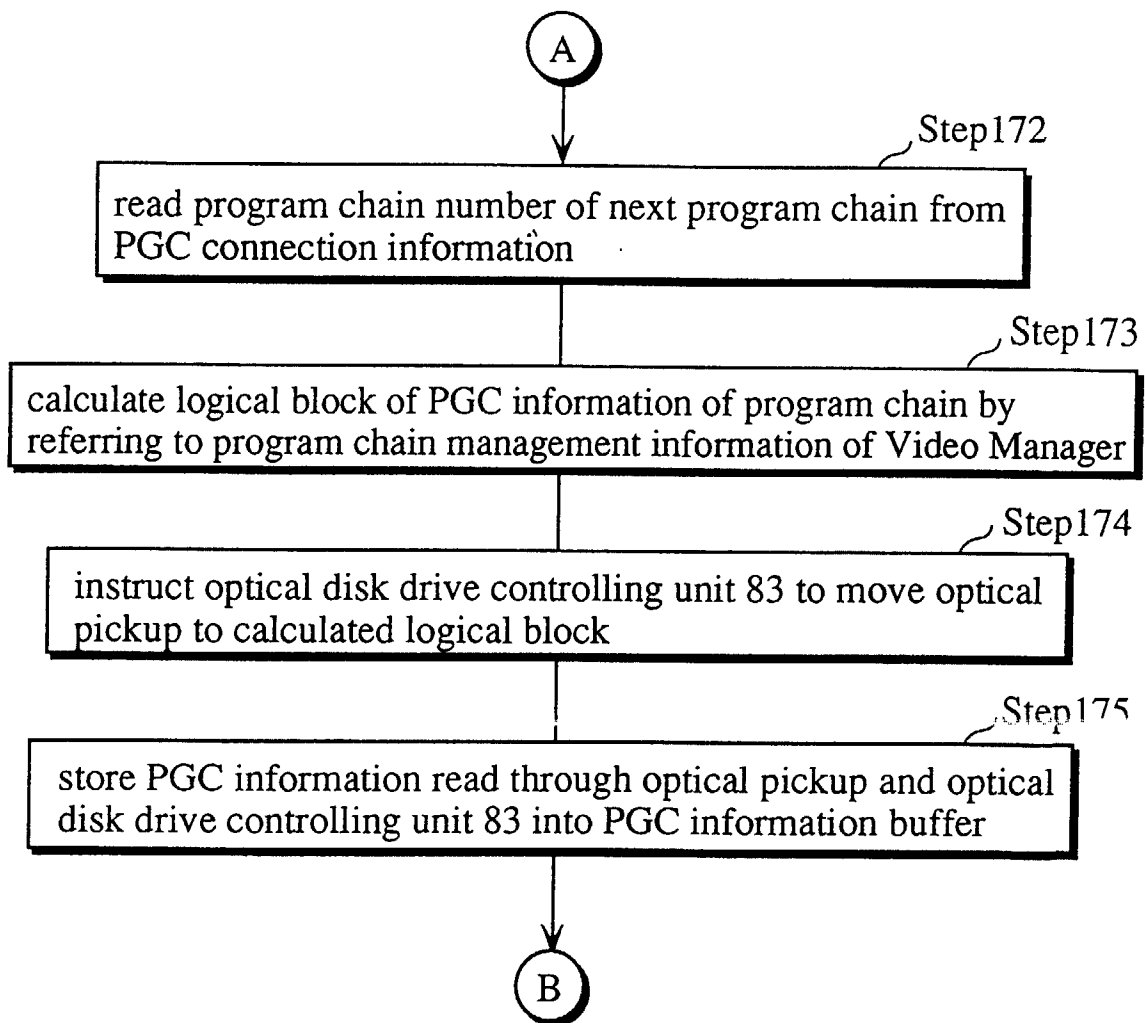 A
Step172
read program chain number of next program chain from
PGC connection information
Step173
calculate logical block of PGC information of program chain by
referring to program chain management information of Video Manager
Step174
instruct optical disk drive controlling unit 83 to move optical
pickup to calculated logical block
Step175
store PGC information read through optical pickup and optical
disk drive controlling unit 83 into PGC information buffer
B